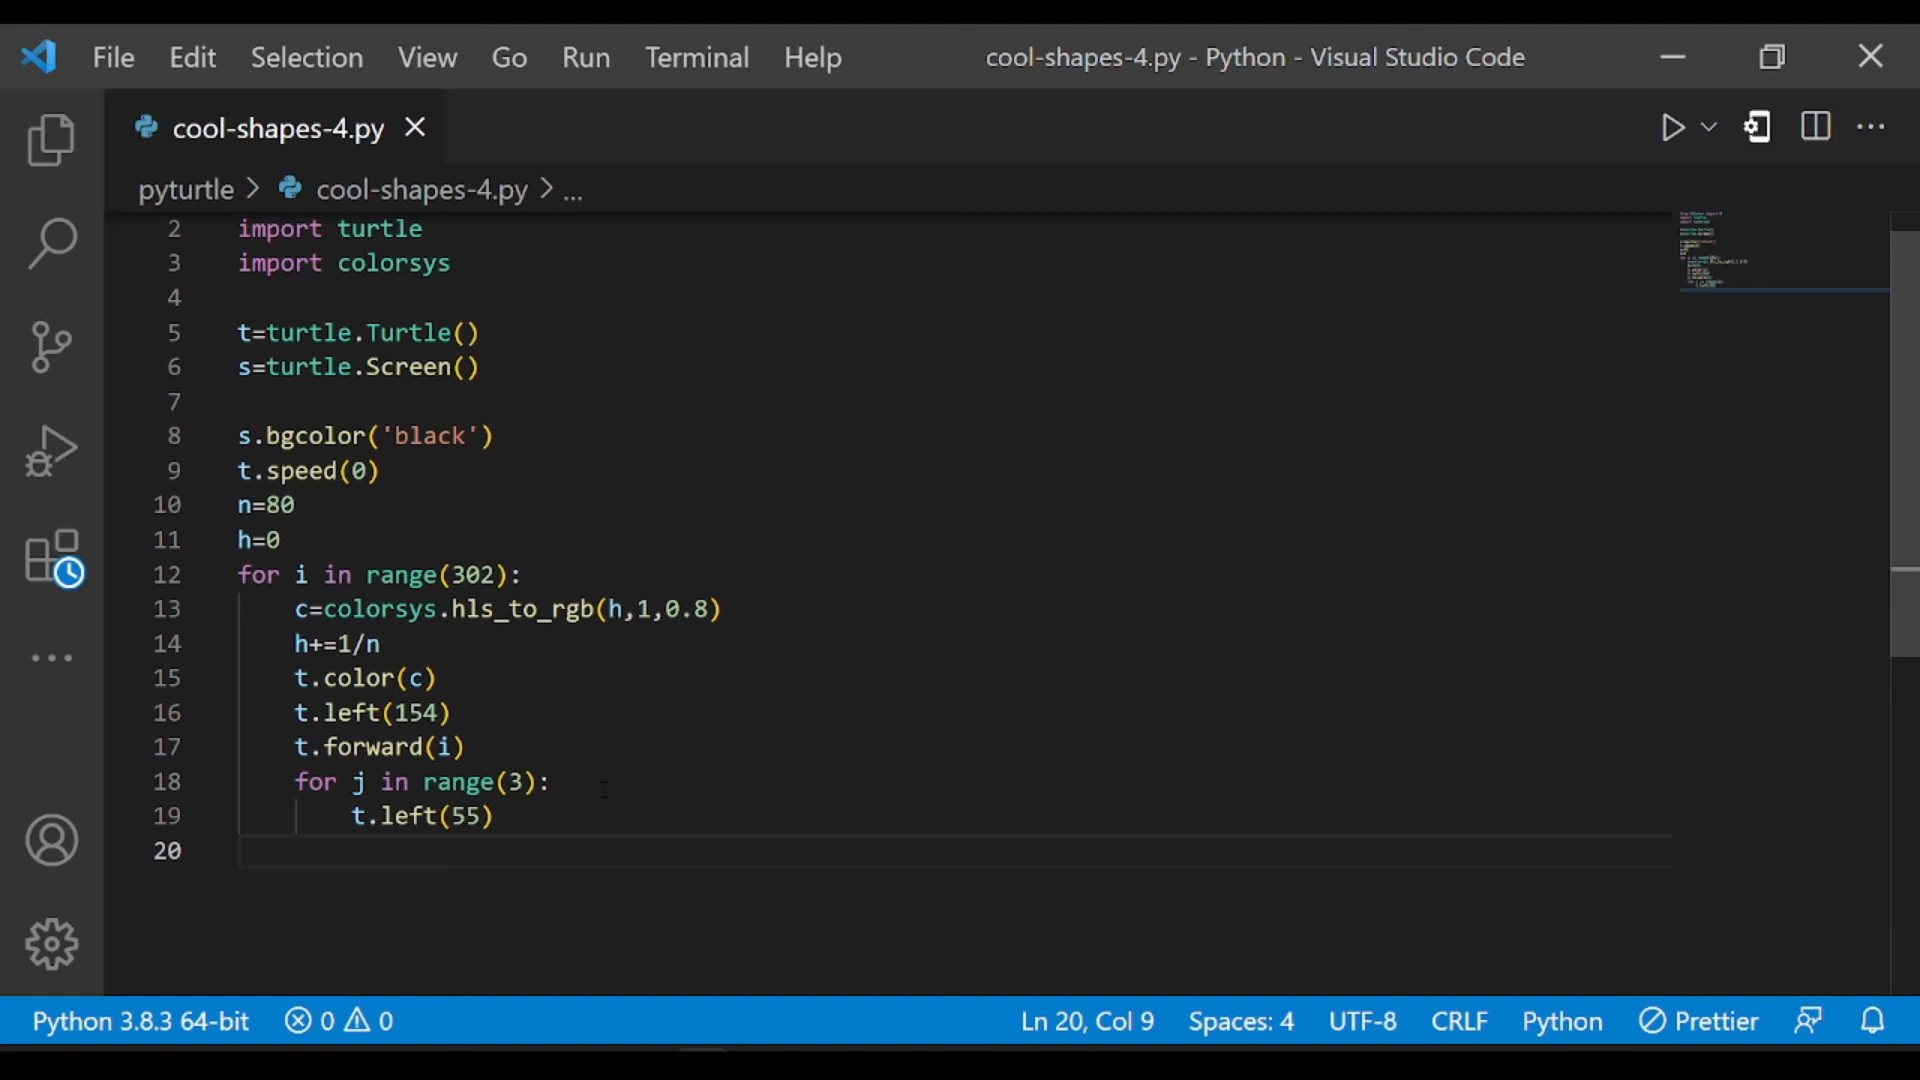 File Edit Selection View Go Run Terminal Help cool-shapes-4.py - Python - Visual Studio Code
cool-shapes-4.py
pyturtle > cool-shapes-4.py > ...
2 import turtle
3 import colorsys
4
5 t=turtle.Turtle()
6 s=turtle.Screen()
7
8 s.bgcolor('black')
9 t.speed(0)
10 n=80
11 h=0
12 for i in range(302):
13 c=colorsys.hls_to_rgb(h,1,0.8)
14 h+=1/n
15 t.color(c)
16 t.left(154)
17 t.forward(i)
18 for j in range(3):
19 t.left(55)
20
Python 3.8.3 64-bit 0 0 Ln 20, Col 9 Spaces: 4 UTF-8 CRLF Python Prettier